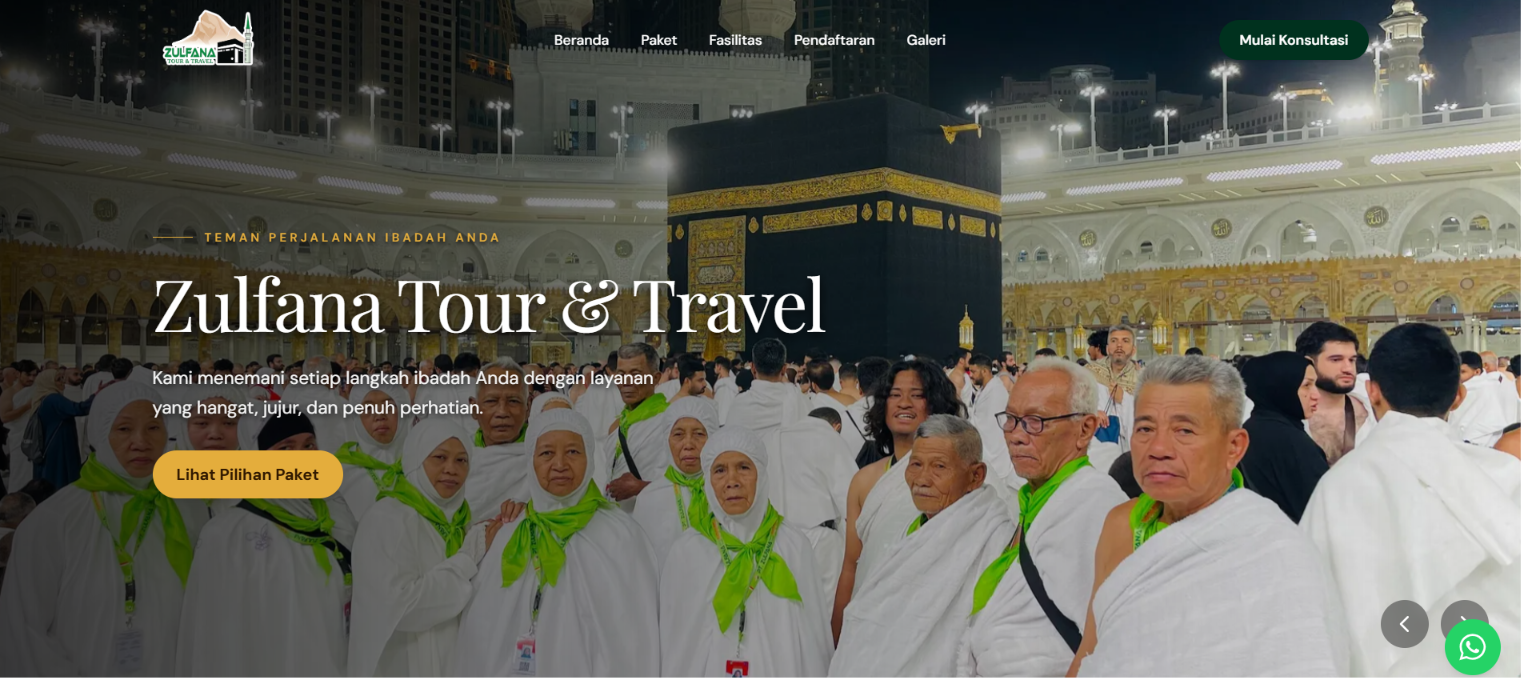 ZULFANA
TOUR & TRAVEL
Beranda
Paket
Fasilitas
Pendaftaran
Galeri
Mulai Konsultasi
TEMAN PERJALANAN IBADAH ANDA
Zulfana Tour & Travel
Kami menemani setiap langkah ibadah Anda dengan layanan
yang hangat, jujur, dan penuh perhatian.
Lihat Pilihan Paket